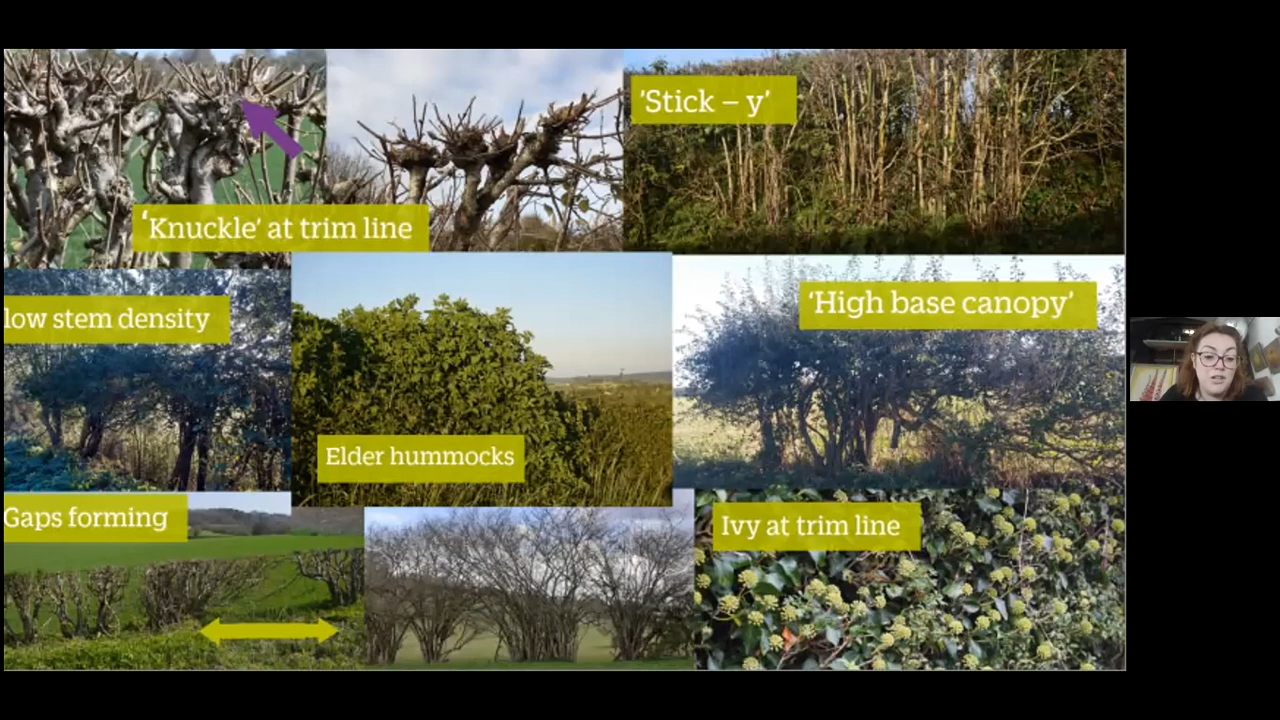 'Stick – y'
'Knuckle' at trim line
low stem density
'High base canopy'
Elder hummocks
Gaps forming
Ivy at trim line